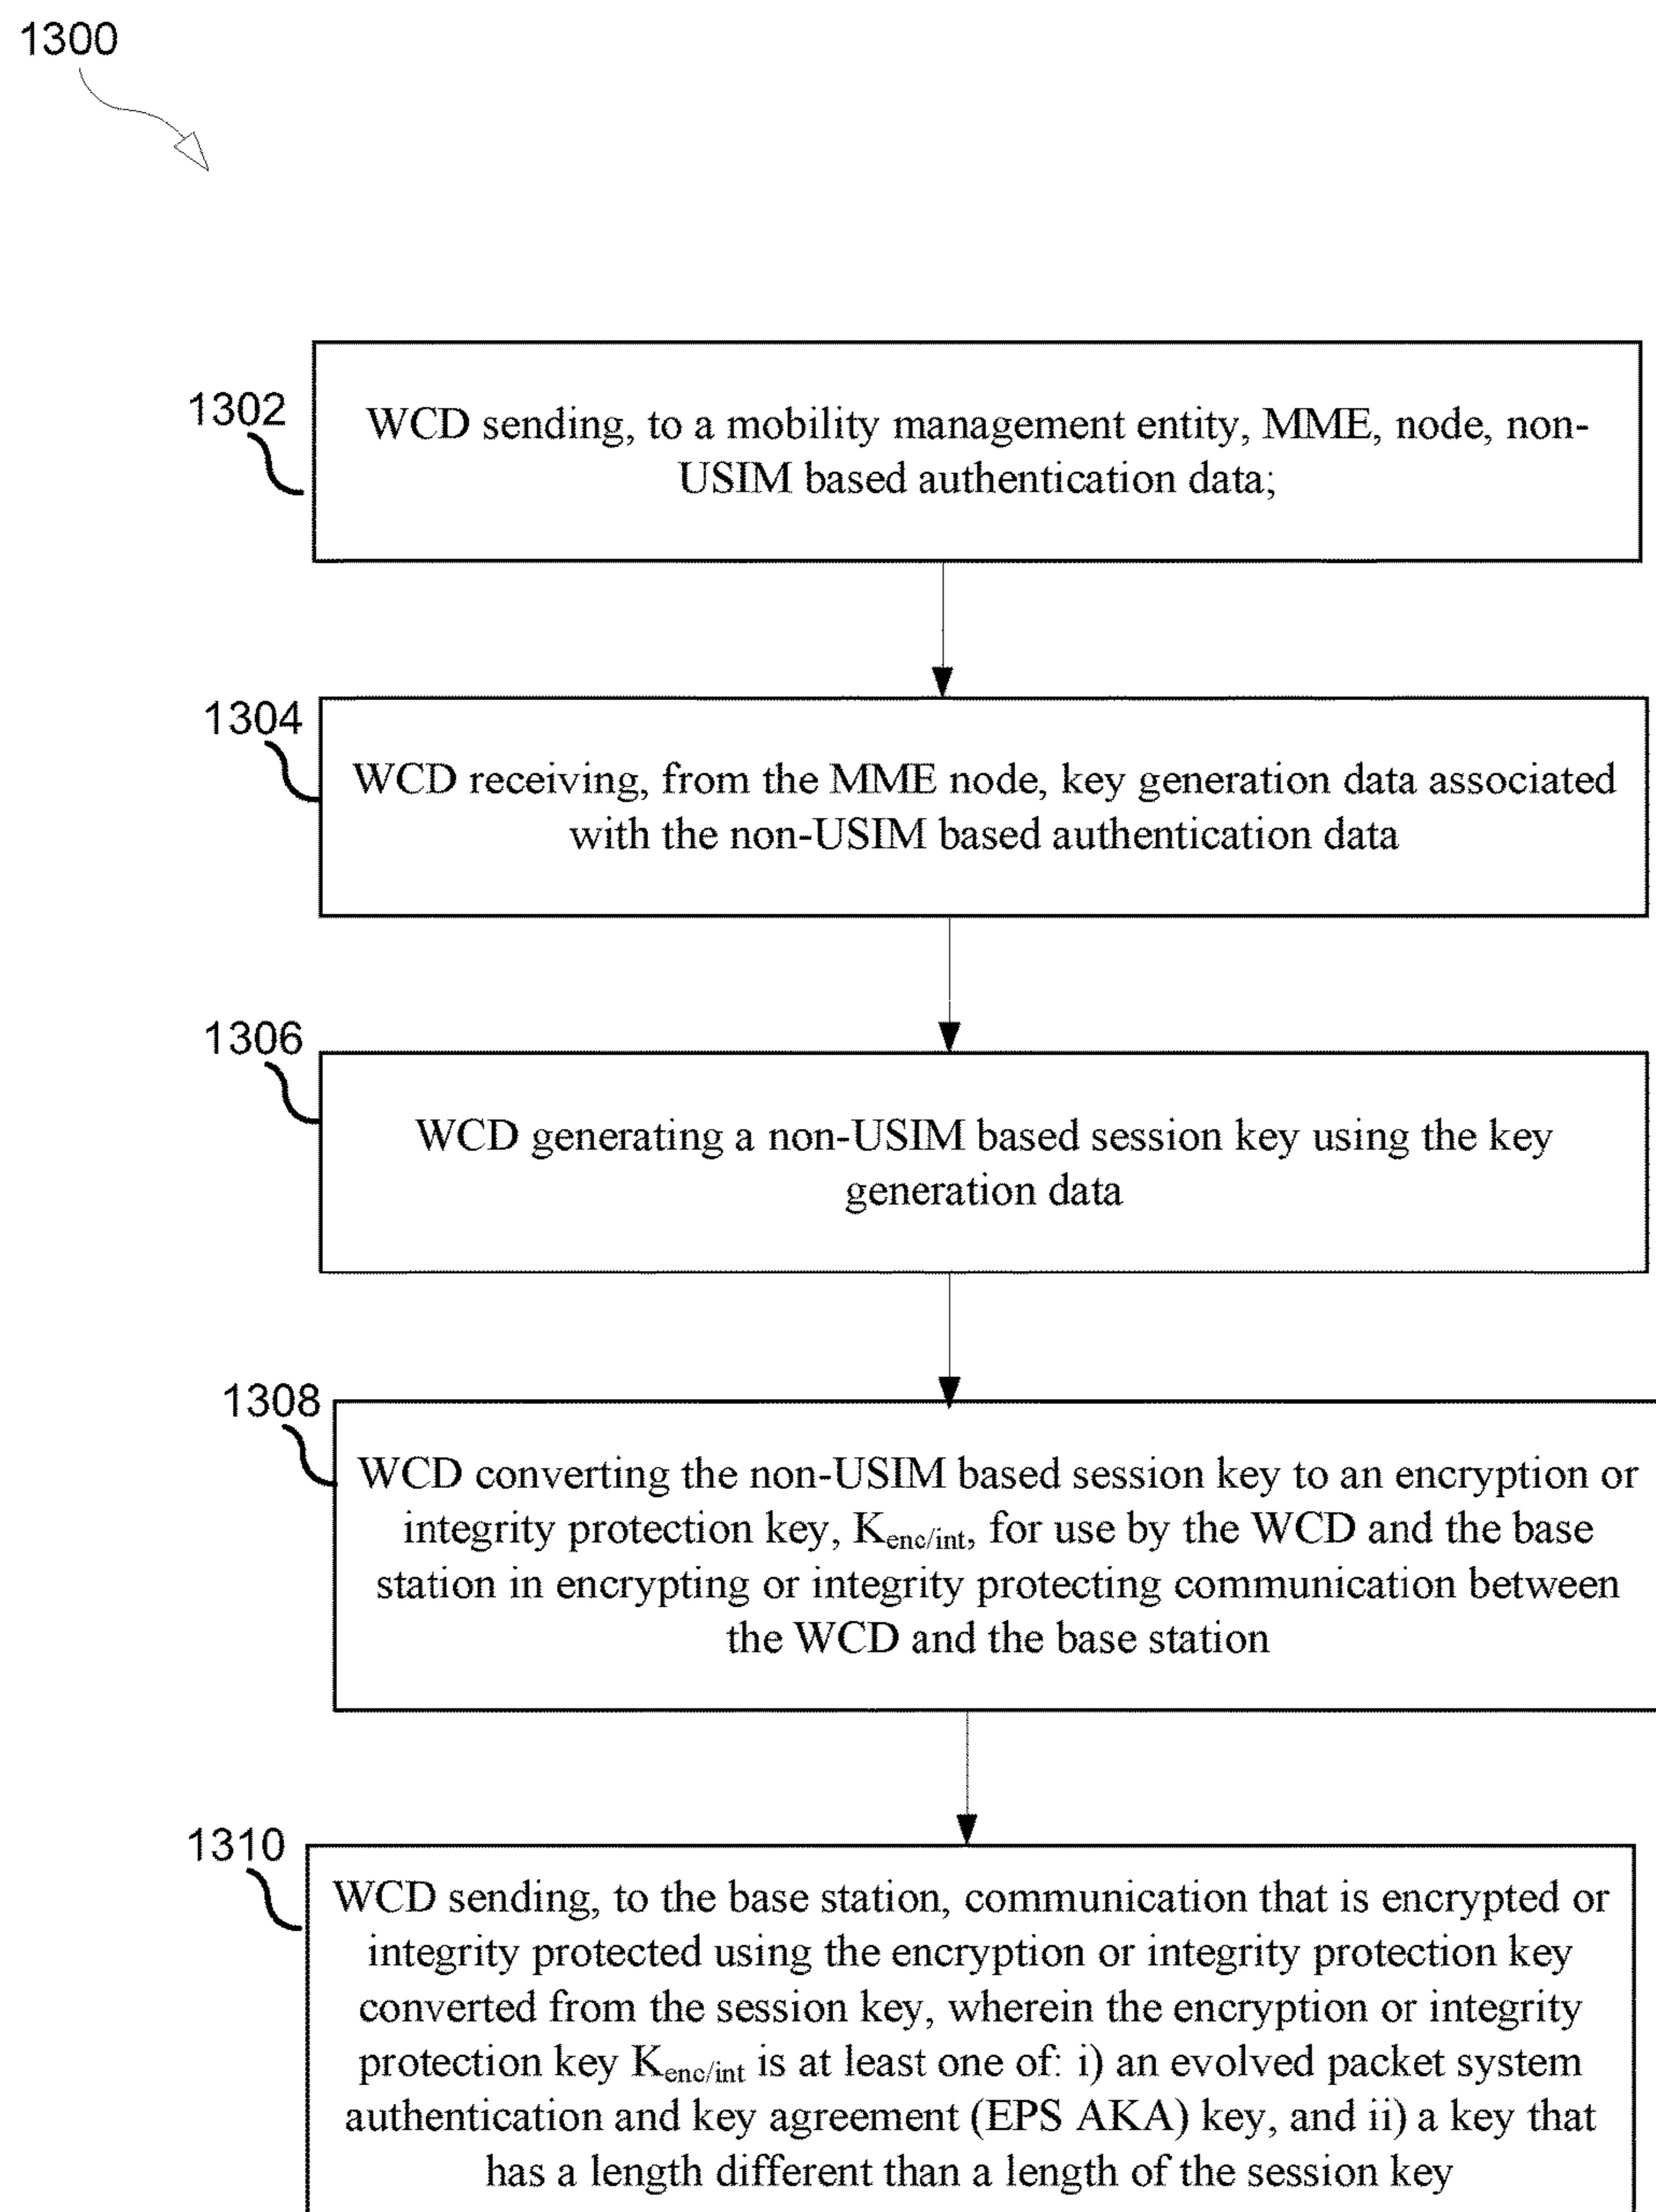 1300
1302
WCD sending, to a mobility management entity, MME, node, non-
USIM based authentication data;
1304
WCD receiving, from the MME node, key generation data associated
with the non-USIM based authentication data
1306
WCD generating a non-USIM based session key using the key
generation data
1308
WCD converting the non-USIM based session key to an encryption or
integrity protection key, Kenc/int, for use by the WCD and the base
station in encrypting or integrity protecting communication between
the WCD and the base station
1310
WCD sending, to the base station, communication that is encrypted or
integrity protected using the encryption or integrity protection key
converted from the session key, wherein the encryption or integrity
protection key Kenc/int is at least one of: i) an evolved packet system
authentication and key agreement (EPS AKA) key, and ii) a key that
has a length different than a length of the session key